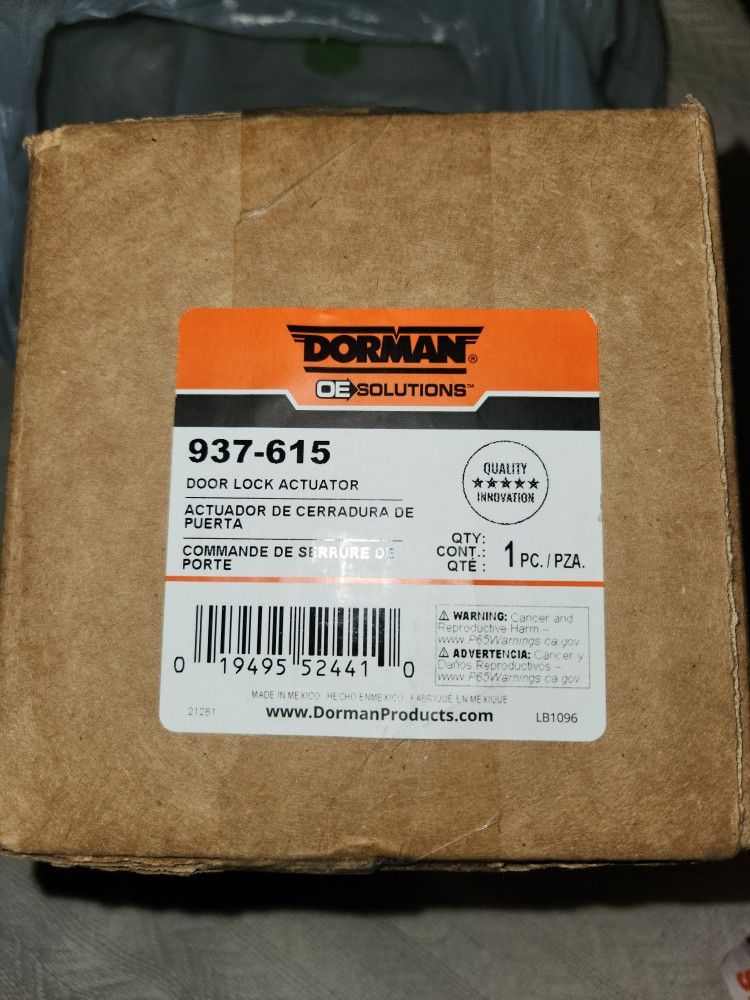 DORMAN®
OE SOLUTIONS™
937-615
DOOR LOCK ACTUATOR
ACTUADOR DE CERRADURA DE
PUERTA
COMMANDE DE SERRURE DE
PORTE
QUALITY
★★★★★
INNOVATION
QTY:
CONT.:
QTÉ :
1 PC. / PZA.
⚠ WARNING: Cancer and
Reproductive Harm –
www.P65Warnings.ca.gov
⚠ ADVERTENCIA: Cáncer y
Daños Reproductivos –
www.P65Warnings.ca.gov
0 19495 52441 0
MADE IN MEXICO HECHO EN MEXICO FABRIQUÉ EN MEXIQUE
21281
www.DormanProducts.com
LB1096